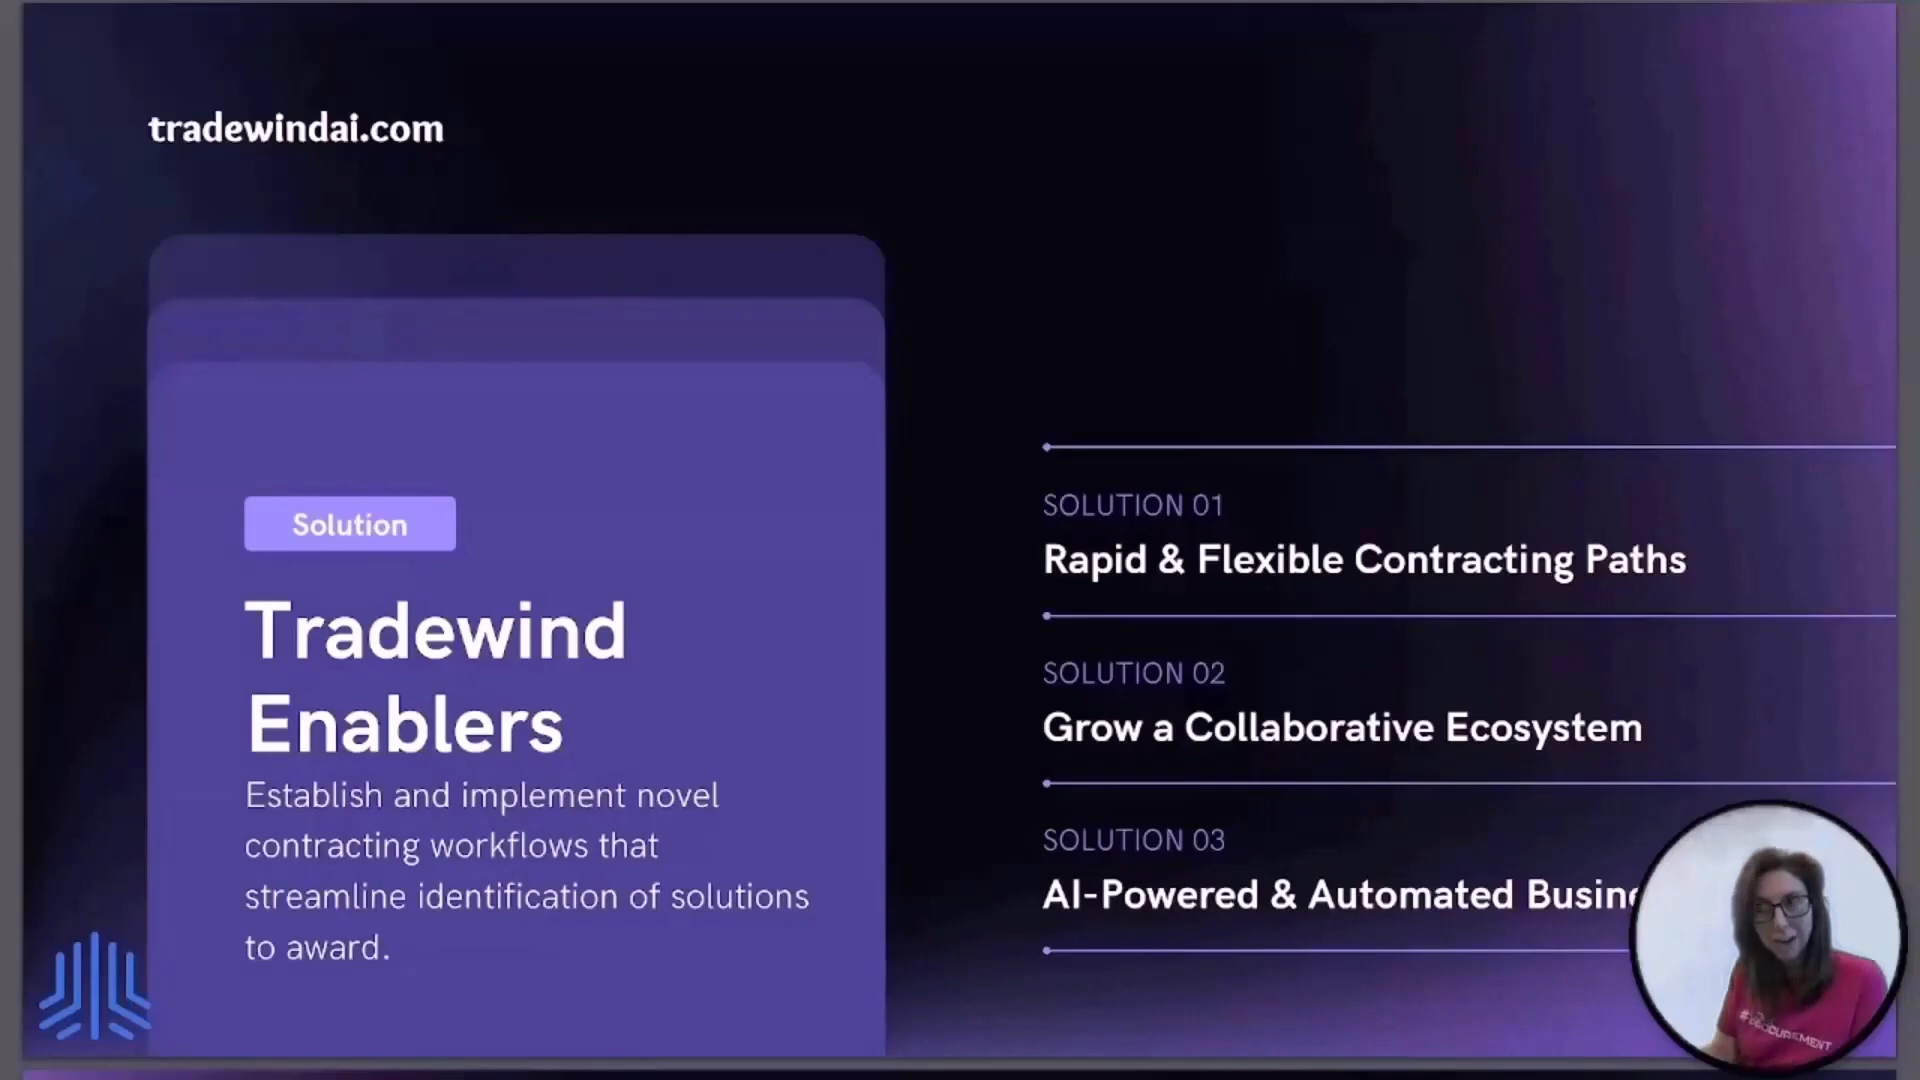 tradewindai.com
Solution
Tradewind
Enablers
Establish and implement novel
contracting workflows that
streamline identification of solutions
to award.
SOLUTION 01
Rapid & Flexible Contracting Paths
SOLUTION 02
Grow a Collaborative Ecosystem
SOLUTION 03
AI-Powered & Automated